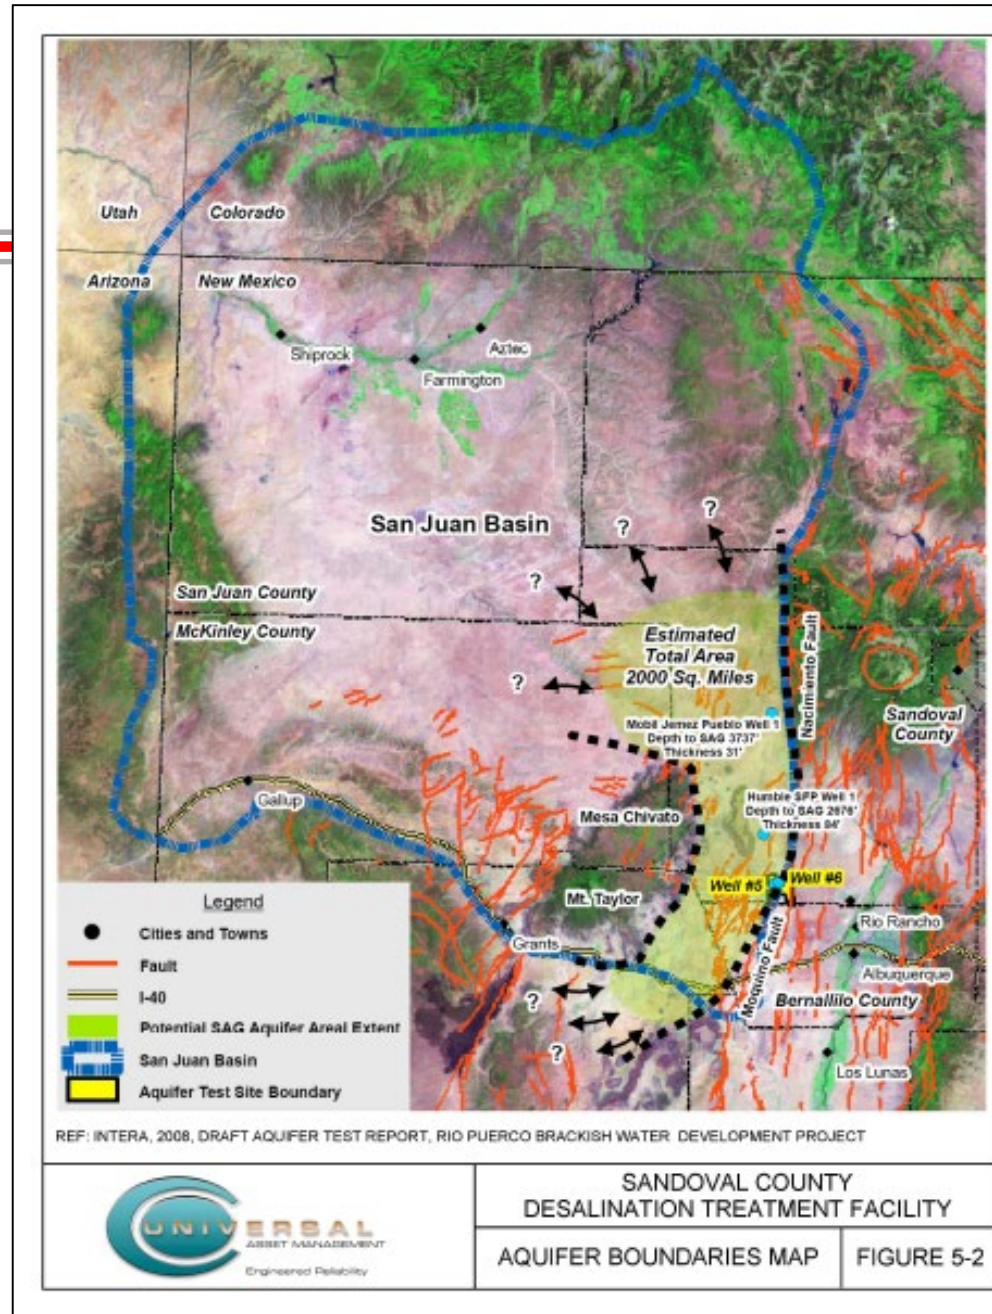 Utah
Colorado
Arizona
New Mexico
Shiprock
Aztec
Farmington
San Juan Basin
?
?
?
San Juan County
McKinley County
Estimated
Total Area
2000 Sq. Miles
?
Nacimiento Fault
Sandoval
County
Mobil Jemez Pueblo Well 1
Depth to SAG 3737'
Thickness 31'
Gallup
Mesa Chivato
Humble SFP Well 1
Depth to SAG 2676'
Thickness 84'
Mt. Taylor
Well #5
Well #6
Rio Rancho
Grants
Moquino Fault
Albuquerque
Bernallilo County
?
?
Los Lunas
Legend
Cities and Towns
Fault
I-40
Potential SAG Aquifer Areal Extent
San Juan Basin
Aquifer Test Site Boundary
REF: INTERA, 2008, DRAFT AQUIFER TEST REPORT, RIO PUERCO BRACKISH WATER DEVELOPMENT PROJECT
UNIVERSAL
ASSET MANAGEMENT
Engineered Reliability
SANDOVAL COUNTY
DESALINATION TREATMENT FACILITY
AQUIFER BOUNDARIES MAP
FIGURE 5-2